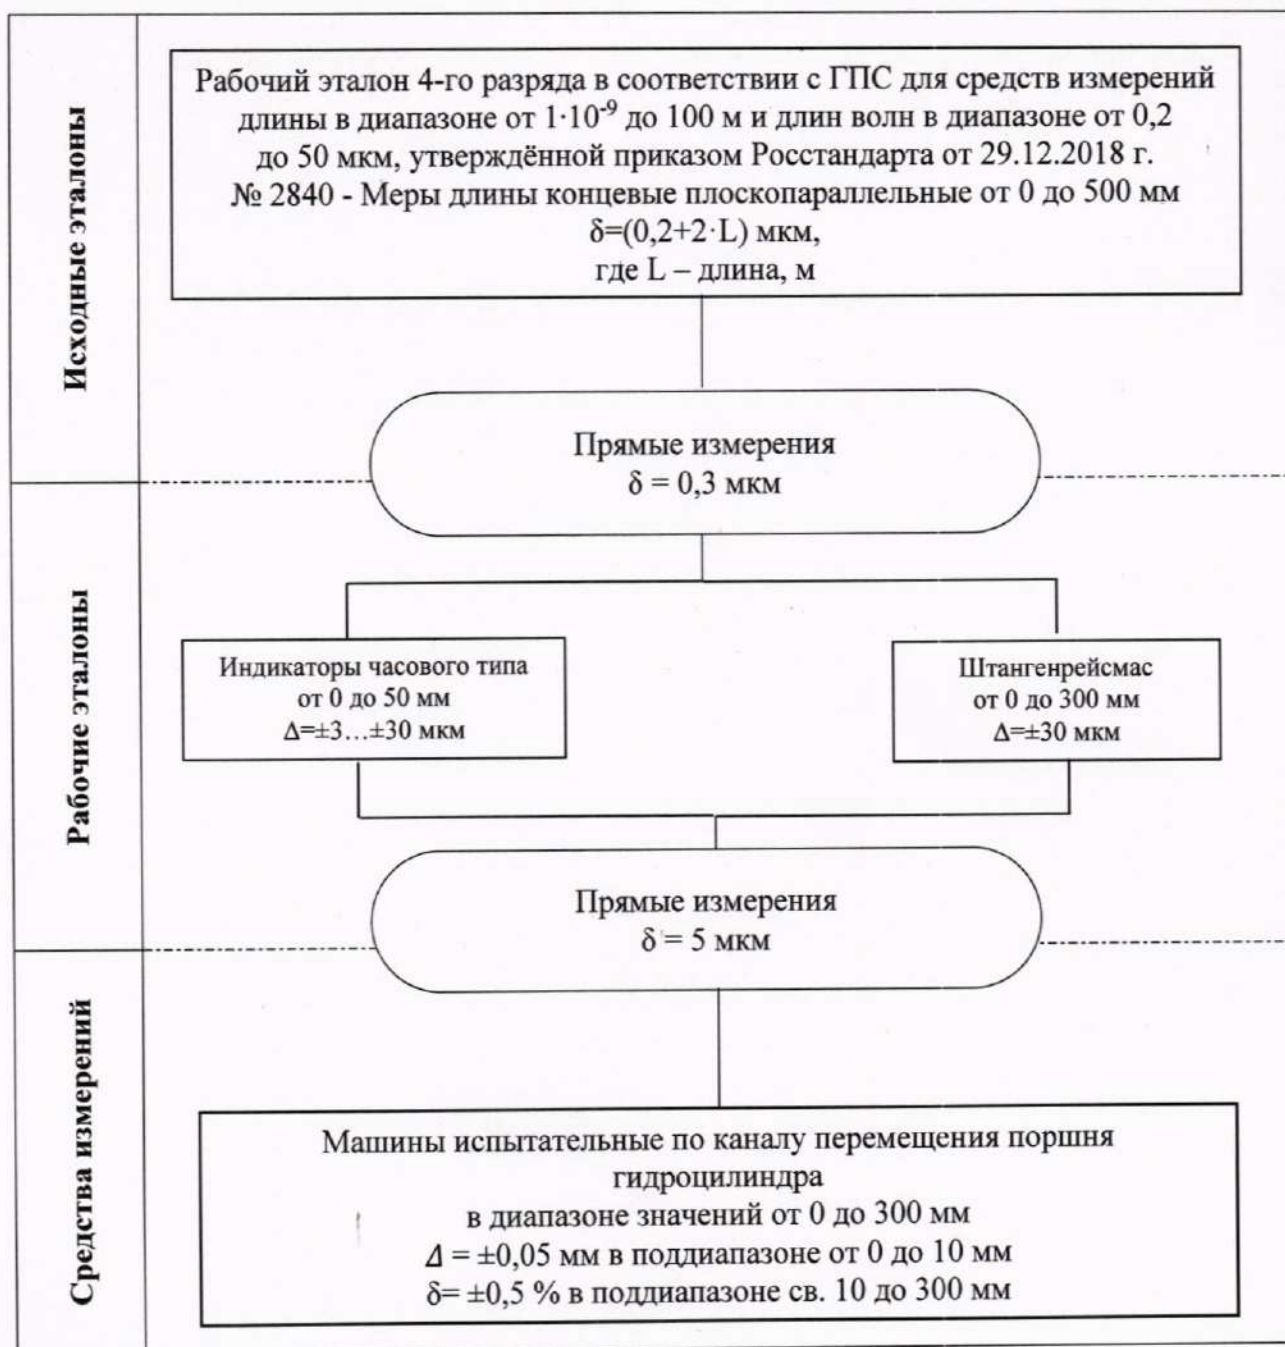 Исходные эталоны
Рабочий эталон 4-го разряда в соответствии с ГПС для средств измерений
длины в диапазоне от 1·10⁻⁹ до 100 м и длин волн в диапазоне от 0,2
до 50 мкм, утверждённой приказом Росстандарта от 29.12.2018 г.
№ 2840 - Меры длины концевые плоскопараллельные от 0 до 500 мм
δ=(0,2+2·L) мкм,
где L – длина, м
Прямые измерения
δ = 0,3 мкм
Рабочие эталоны
Индикаторы часового типа
от 0 до 50 мм
Δ=±3…±30 мкм
Штангенрейсмас
от 0 до 300 мм
Δ=±30 мкм
Прямые измерения
δ = 5 мкм
Средства измерений
Машины испытательные по каналу перемещения поршня
гидроцилиндра
в диапазоне значений от 0 до 300 мм
Δ = ±0,05 мм в поддиапазоне от 0 до 10 мм
δ= ±0,5 % в поддиапазоне св. 10 до 300 мм